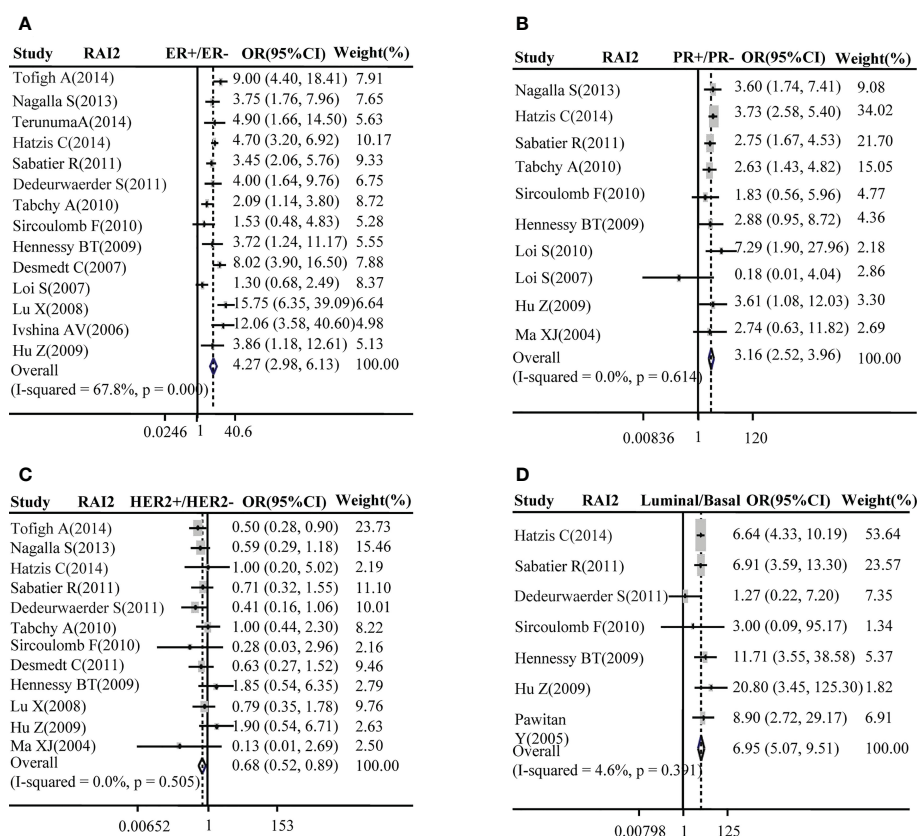 A
Study RAI2 ER+/ER- OR(95%CI) Weight(%)
Tofigh A(2014) 9.00 (4.40, 18.41) 7.91
Nagalla S(2013) 3.75 (1.76, 7.96) 7.65
TerunumaA(2014) 4.90 (1.66, 14.50) 5.63
Hatzis C(2014) 4.70 (3.20, 6.92) 10.17
Sabatier R(2011) 3.45 (2.06, 5.76) 9.33
Dedeurwaerder S(2011) 4.00 (1.64, 9.76) 6.75
Tabchy A(2010) 2.09 (1.14, 3.80) 8.72
Sircoulomb F(2010) 1.53 (0.48, 4.83) 5.28
Hennessy BT(2009) 3.72 (1.24, 11.17) 5.55
Desmedt C(2007) 8.02 (3.90, 16.50) 7.88
Loi S(2007) 1.30 (0.68, 2.49) 8.37
Lu X(2008) 15.75 (6.35, 39.09) 6.64
Ivshina AV(2006) 12.06 (3.58, 40.60) 4.98
Hu Z(2009) 3.86 (1.18, 12.61) 5.13
Overall 4.27 (2.98, 6.13) 100.00
(I-squared = 67.8%, p = 0.000)
0.0246 1 40.6
B
Study RAI2 PR+/PR- OR(95%CI) Weight(%)
Nagalla S(2013) 3.60 (1.74, 7.41) 9.08
Hatzis C(2014) 3.73 (2.58, 5.40) 34.02
Sabatier R(2011) 2.75 (1.67, 4.53) 21.70
Tabchy A(2010) 2.63 (1.43, 4.82) 15.05
Sircoulomb F(2010) 1.83 (0.56, 5.96) 4.77
Hennessy BT(2009) 2.88 (0.95, 8.72) 4.36
Loi S(2010) 7.29 (1.90, 27.96) 2.18
Loi S(2007) 0.18 (0.01, 4.04) 2.86
Hu Z(2009) 3.61 (1.08, 12.03) 3.30
Ma XJ(2004) 2.74 (0.63, 11.82) 2.69
Overall 3.16 (2.52, 3.96) 100.00
(I-squared = 0.0%, p = 0.614)
0.00836 1 120
C
Study RAI2 HER2+/HER2- OR(95%CI) Weight(%)
Tofigh A(2014) 0.50 (0.28, 0.90) 23.73
Nagalla S(2013) 0.59 (0.29, 1.18) 15.46
Hatzis C(2014) 1.00 (0.20, 5.02) 2.19
Sabatier R(2011) 0.71 (0.32, 1.55) 11.10
Dedeurwaerder S(2011) 0.41 (0.16, 1.06) 10.01
Tabchy A(2010) 1.00 (0.44, 2.30) 8.22
Sircoulomb F(2010) 0.28 (0.03, 2.96) 2.16
Desmedt C(2011) 0.63 (0.27, 1.52) 9.46
Hennessy BT(2009) 1.85 (0.54, 6.35) 2.79
Lu X(2008) 0.79 (0.35, 1.78) 9.76
Hu Z(2009) 1.90 (0.54, 6.71) 2.63
Ma XJ(2004) 0.13 (0.01, 2.69) 2.50
Overall 0.68 (0.52, 0.89) 100.00
(I-squared = 0.0%, p = 0.505)
0.00652 1 153
D
Study RAI2 Luminal/Basal OR(95%CI) Weight(%)
Hatzis C(2014) 6.64 (4.33, 10.19) 53.64
Sabatier R(2011) 6.91 (3.59, 13.30) 23.57
Dedeurwaerder S(2011) 1.27 (0.22, 7.20) 7.35
Sircoulomb F(2010) 3.00 (0.09, 95.17) 1.34
Hennessy BT(2009) 11.71 (3.55, 38.58) 5.37
Hu Z(2009) 20.80 (3.45, 125.30) 1.82
Pawitan 8.90 (2.72, 29.17) 6.91
Y(2005)
Overall 6.95 (5.07, 9.51) 100.00
(I-squared = 4.6%, p = 0.391)
0.00798 1 125